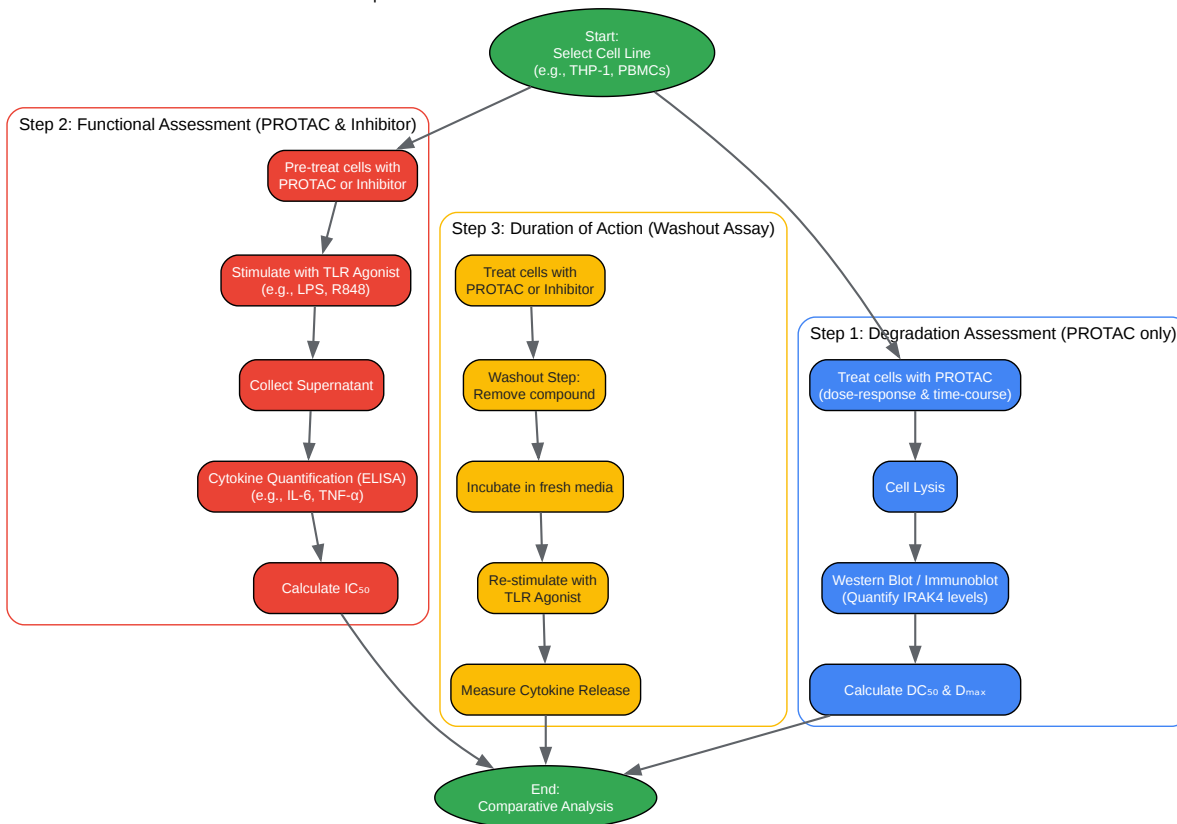 Start:
Select Cell Line
(e.g., THP-1, PBMCs)
Step 2: Functional Assessment (PROTAC & Inhibitor)
Pre-treat cells with
PROTAC or Inhibitor
Stimulate with TLR Agonist
(e.g., LPS, R848)
Collect Supernatant
Cytokine Quantification (ELISA)
(e.g., IL-6, TNF-α)
Calculate IC₅₀
Step 3: Duration of Action (Washout Assay)
Treat cells with
PROTAC or Inhibitor
Washout Step:
Remove compound
Incubate in fresh media
Re-stimulate with
TLR Agonist
Measure Cytokine Release
Step 1: Degradation Assessment (PROTAC only)
Treat cells with PROTAC
(dose-response & time-course)
Cell Lysis
Western Blot / Immunoblot
(Quantify IRAK4 levels)
Calculate DC₅₀ & Dₘₐₓ
End:
Comparative Analysis